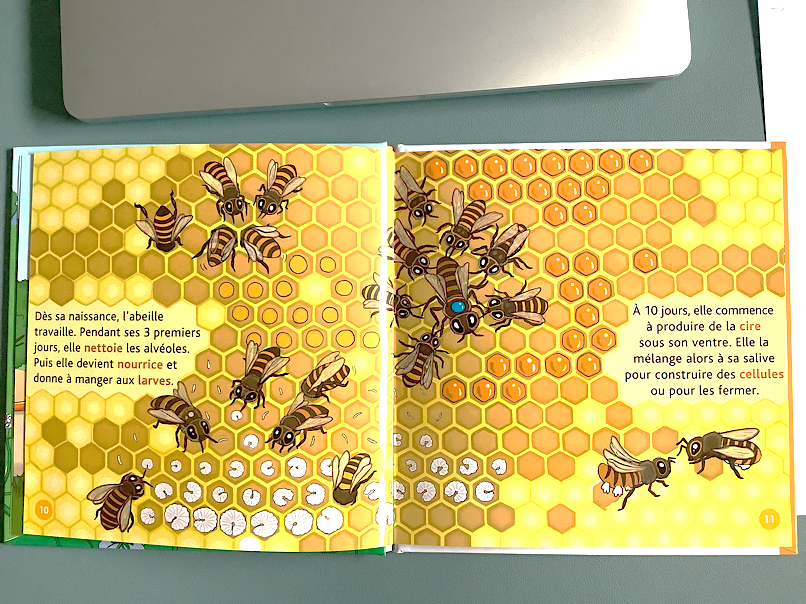 Dès sa naissance, l'abeille
travaille. Pendant ses 3 premiers
jours, elle nettoie les alvéoles.
Puis elle devient nourrice et
donne à manger aux larves.
10
À 10 jours, elle commence
à produire de la cire
sous son ventre. Elle la
mélange alors à sa salive
pour construire des cellules
ou pour les fermer.
11